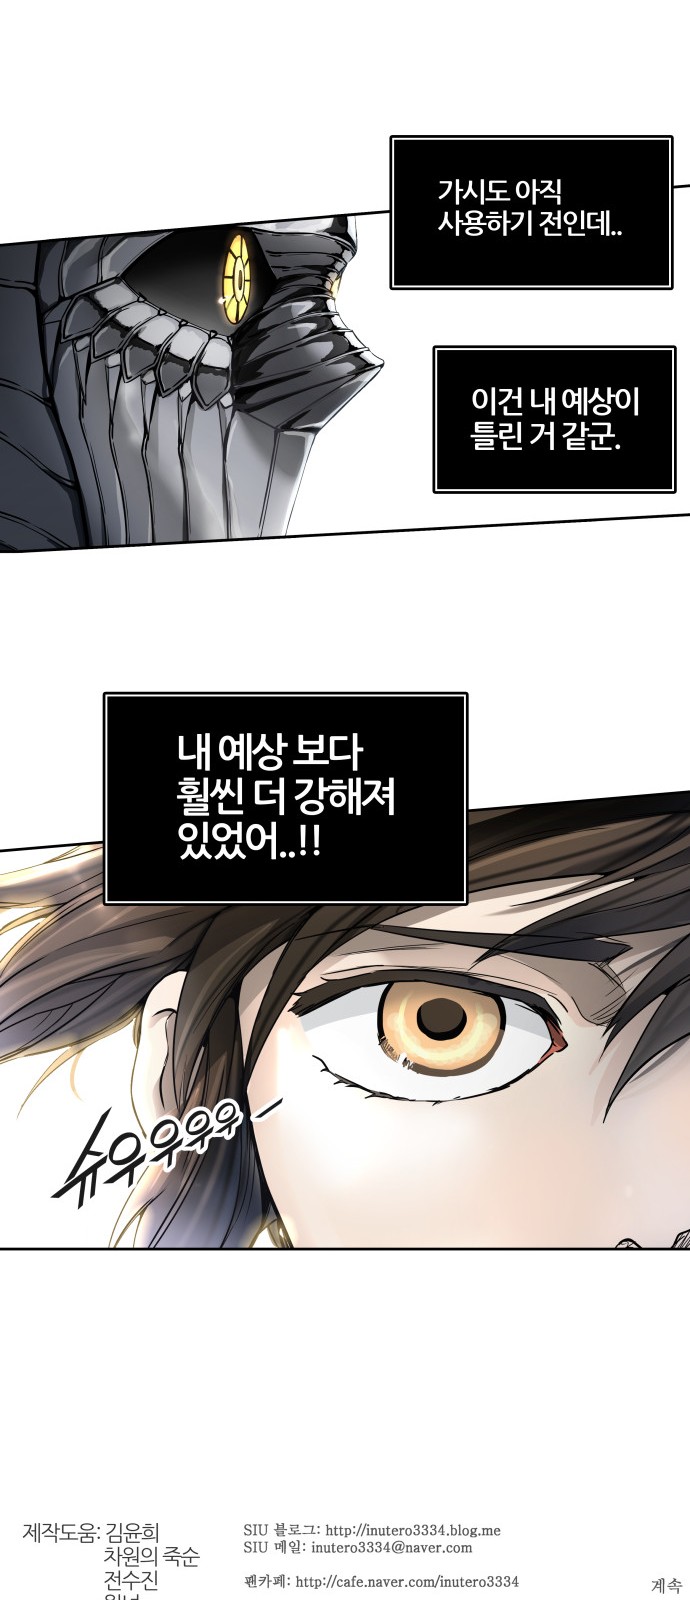 가시도 아직
사용하기 전인데..
이건 내 예상이
틀린 거 같군.
내 예상 보다
훨씬 더 강해져
있었어..!!
슈우우우우-
제작도움: 김윤희
차원의 죽순
전수진
SIU 블로그: http://inutero3334.blog.me
SIU 메일: inutero3334@naver.com
팬카페: http://cafe.naver.com/inutero3334
계속